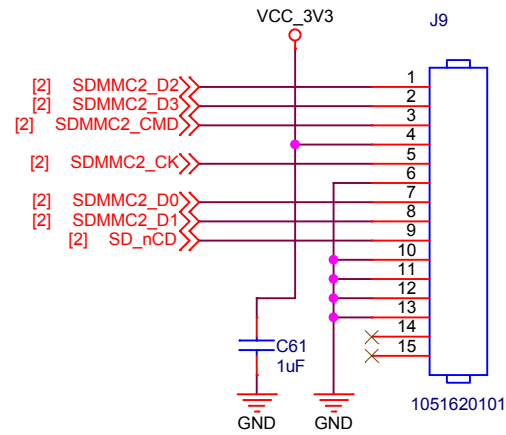 VCC_3V3
J9
[2] SDMMC2_D2 1
[2] SDMMC2_D3 2
[2] SDMMC2_CMD 3
4
[2] SDMMC2_CK 5
6
[2] SDMMC2_D0 7
[2] SDMMC2_D1 8
[2] SD_nCD 9
10
11
12
13
14
15
C61
1uF
1051620101
GND GND